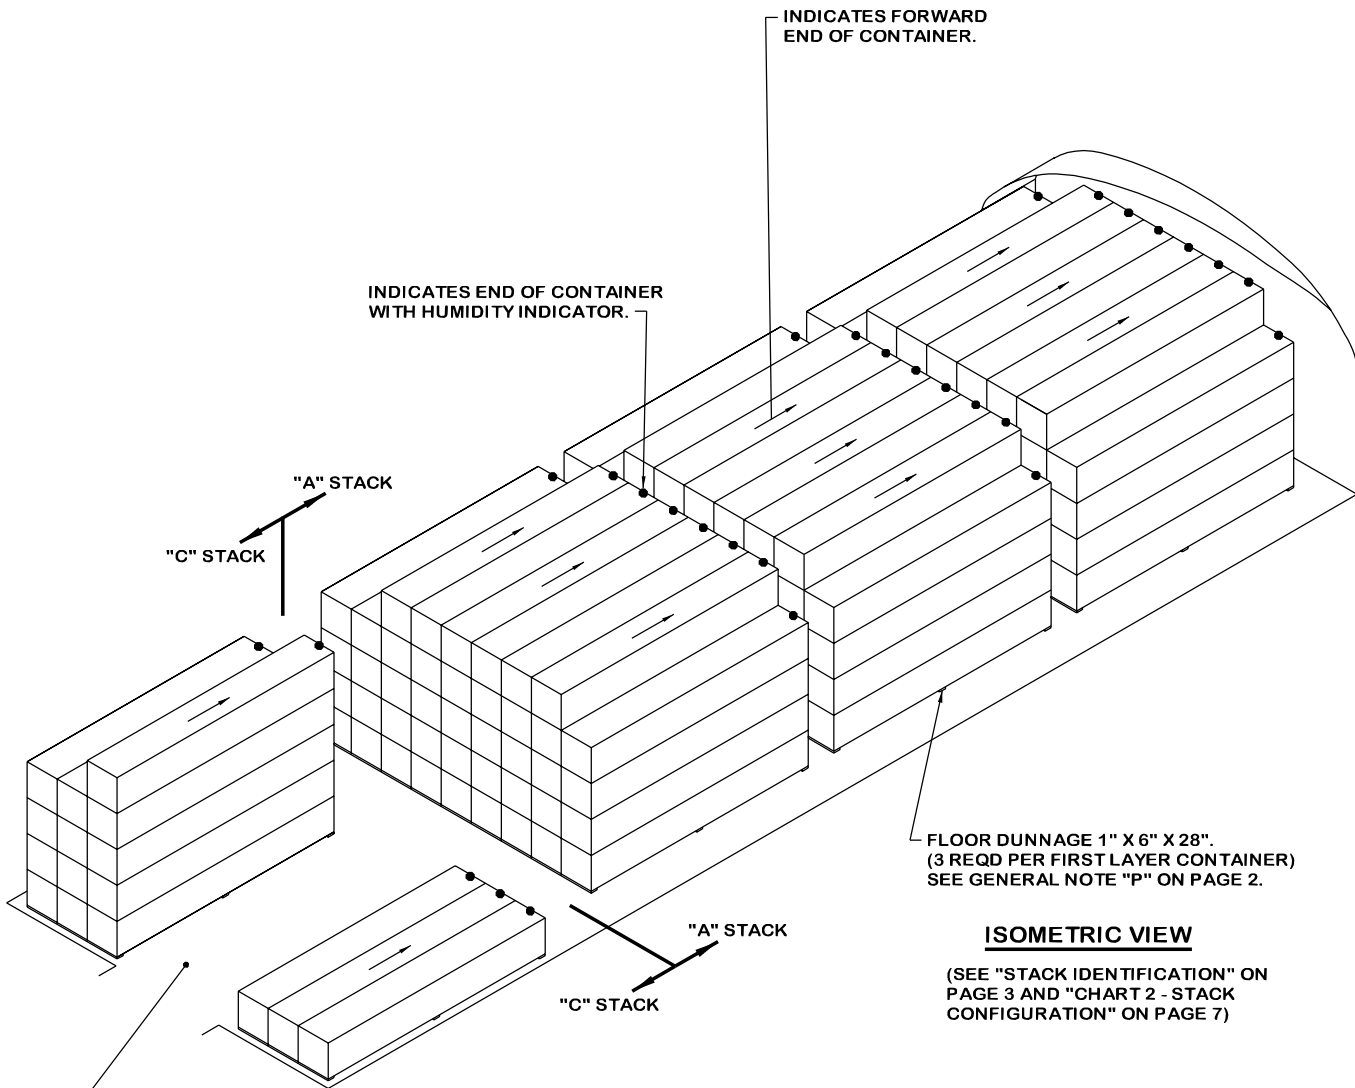 INDICATES FORWARD
END OF CONTAINER.
INDICATES END OF CONTAINER
WITH HUMIDITY INDICATOR.
"A" STACK
"C" STACK
FLOOR DUNNAGE 1" X 6" X 28".
(3 REQD PER FIRST LAYER CONTAINER)
SEE GENERAL NOTE "P" ON PAGE 2.
"A" STACK
"C" STACK
ISOMETRIC VIEW
(SEE "STACK IDENTIFICATION" ON
PAGE 3 AND "CHART 2 - STACK
CONFIGURATION" ON PAGE 7)